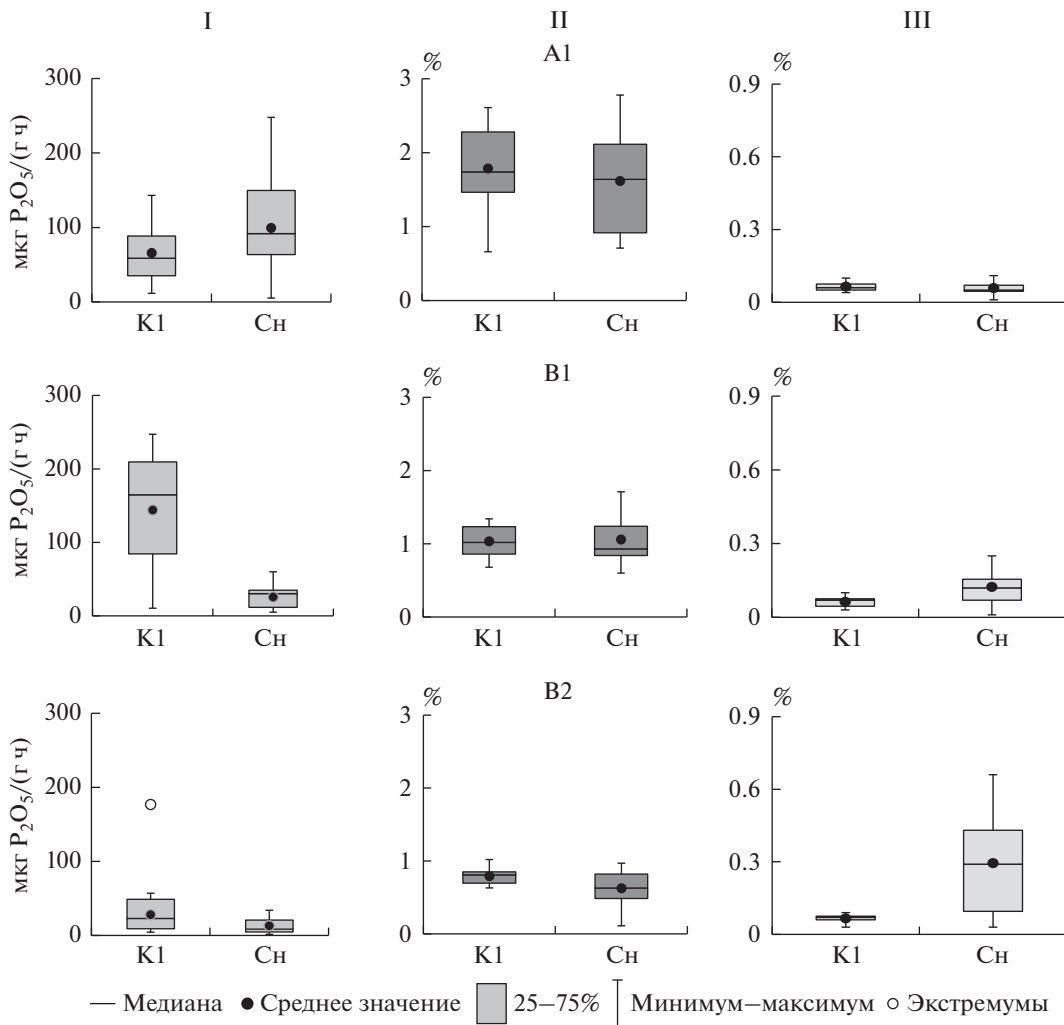 I
II
III
A1
мкг P2O5/(г ч)
300
200
100
0
K1
Сн
%
3
2
1
0
K1
Сн
%
0.9
0.6
0.3
0
K1
Сн
B1
мкг P2O5/(г ч)
300
200
100
0
K1
Сн
%
3
2
1
0
K1
Сн
%
0.9
0.6
0.3
0
K1
Сн
B2
мкг P2O5/(г ч)
300
200
100
0
K1
Сн
%
3
2
1
0
K1
Сн
%
0.9
0.6
0.3
0
K1
Сн
Медиана Среднее значение 25–75% Минимум–максимум Экстремумы